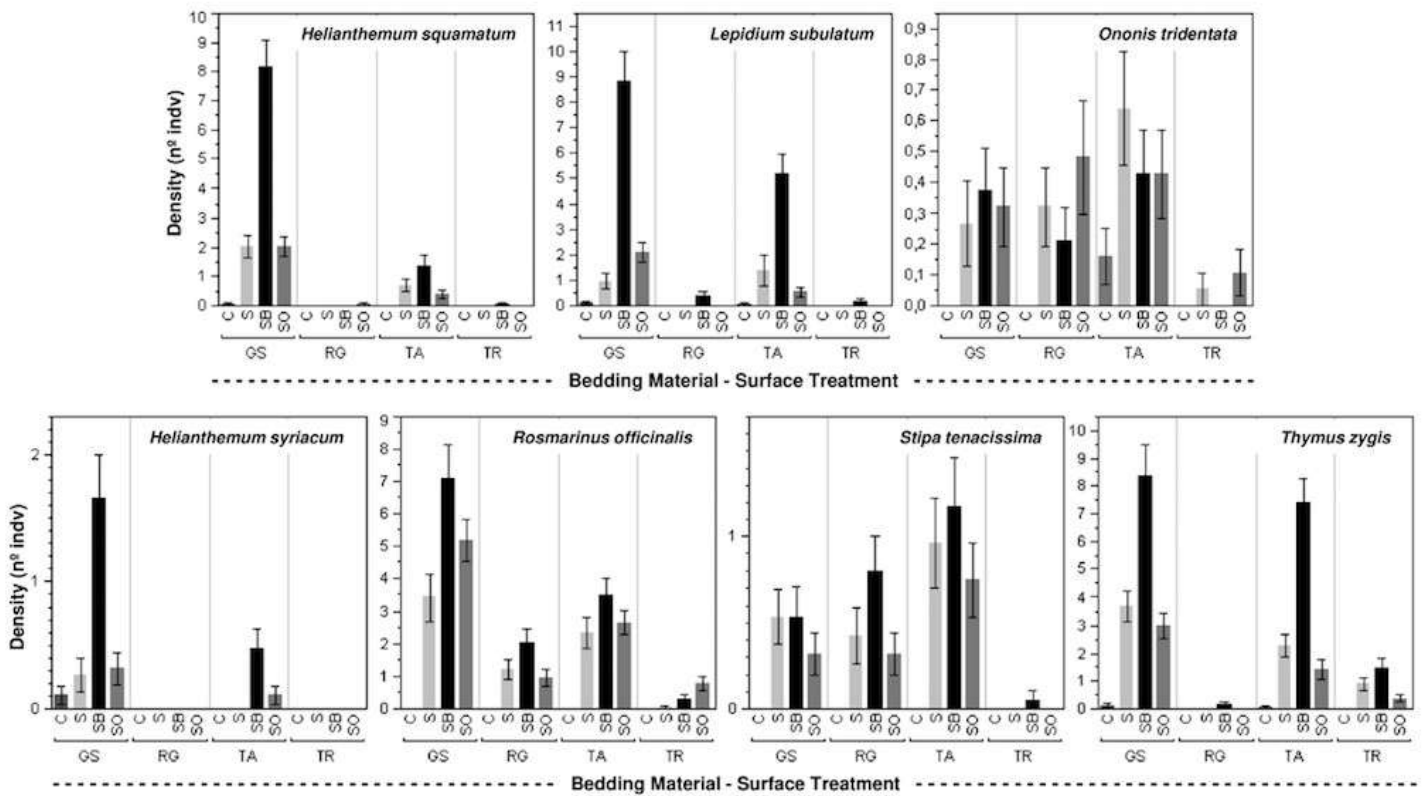 Helianthemum squamatum
Lepidium subulatum
Ononis tridentata
Density (nº indv)
10
9
8
7
6
5
4
3
2
1
0
11
10
9
8
7
6
5
4
3
2
1
0
0,9
0,8
0,8
0,7
0,6
0,5
0,4
0,3
0,2
0,1
0,0
C S SB SO C S SB SO C S SB SO C S SB SO
C S SB SO C S SB SO C S SB SO C S SB SO
C S SB SO C S SB SO C S SB SO C S SB SO
GS RG TA TR
GS RG TA TR
GS RG TA TR
Bedding Material - Surface Treatment
Helianthemum syriacum
Rosmarinus officinalis
Stipa tenacissima
Thymus zygis
Density (nº indv)
2
1
0
9
8
7
6
5
4
3
2
1
0
1
0
10
9
8
7
6
5
4
3
2
1
0
C S SB SO C S SB SO C S SB SO C S SB SO
C S SB SO C S SB SO C S SB SO C S SB SO
C S SB SO C S SB SO C S SB SO C S SB SO
C S SB SO C S SB SO C S SB SO C S SB SO
GS RG TA TR
GS RG TA TR
GS RG TA TR
GS RG TA TR
Bedding Material - Surface Treatment